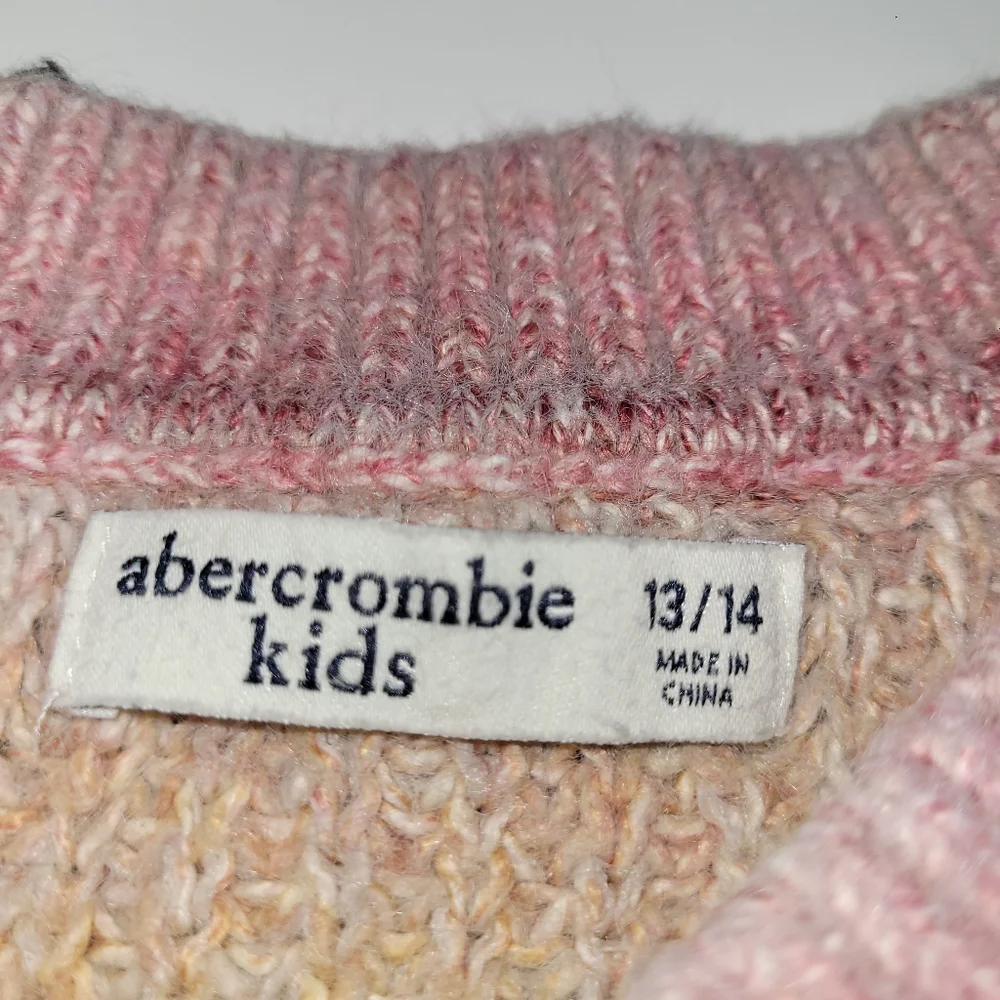 abercrombie
kids
13/14
MADE IN
CHINA